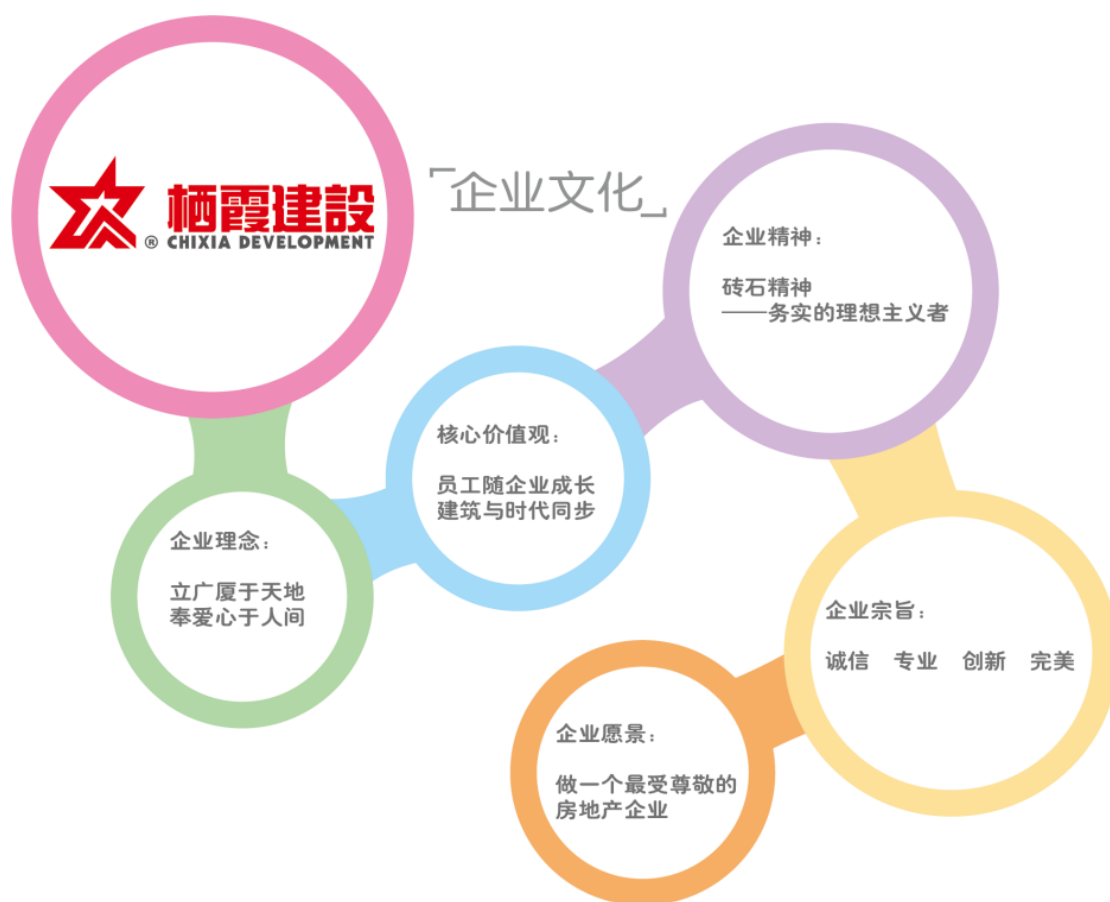 栖霞建設
® CHIXIA DEVELOPMENT
「企业文化」
企业理念：
立广厦于天地
奉爱心于人间
核心价值观：
员工随企业成长
建筑与时代同步
企业精神：
砖石精神
——务实的理想主义者
企业宗旨：
诚信 专业 创新 完美
企业愿景：
做一个最受尊敬的
房地产企业